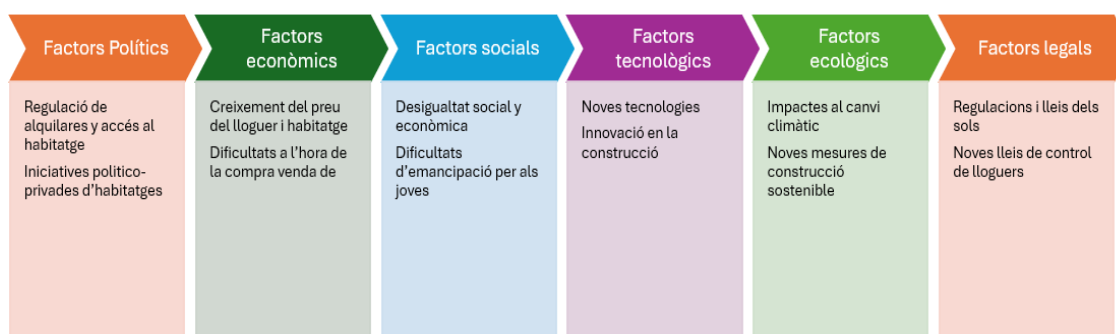 Factors Polítics
Factors
econòmics
Factors socials
Factors
tecnològics
Factors
ecològics
Factors legals
Regulació de
alquilares y accés al
habitatge
Iniciatives politico-
privades d'habitatges
Creixement del preu
del lloguer i habitatge
Dificultats a l'hora de
la compra venda de
Desigualtat social y
econòmica
Dificultats
d'emancipació per als
joves
Noves tecnologies
Innovació en la
construcció
Impactes al canvi
climàtic
Noves mesures de
construcció
sostenible
Regulacions i lleis dels
sols
Noves lleis de control
de lloguers